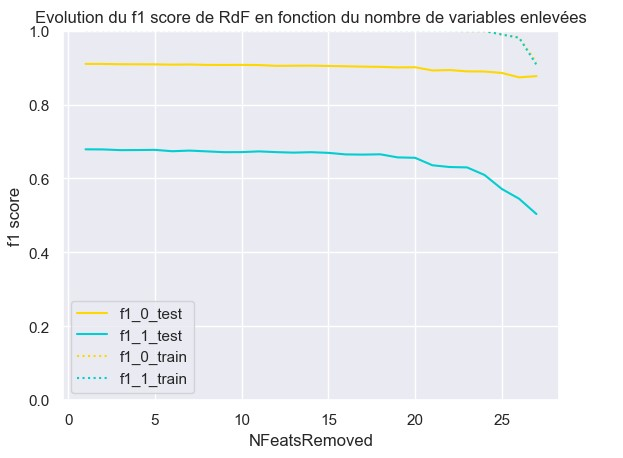 Evolution du f1 score de RdF en fonction du nombre de variables enlevées
1.0
0.8
0.6
0.4
0.2
0.0
f1 score
f1_0_test
f1_1_test
f1_0_train
f1_1_train
0 5 10 15 20 25
NFeatsRemoved